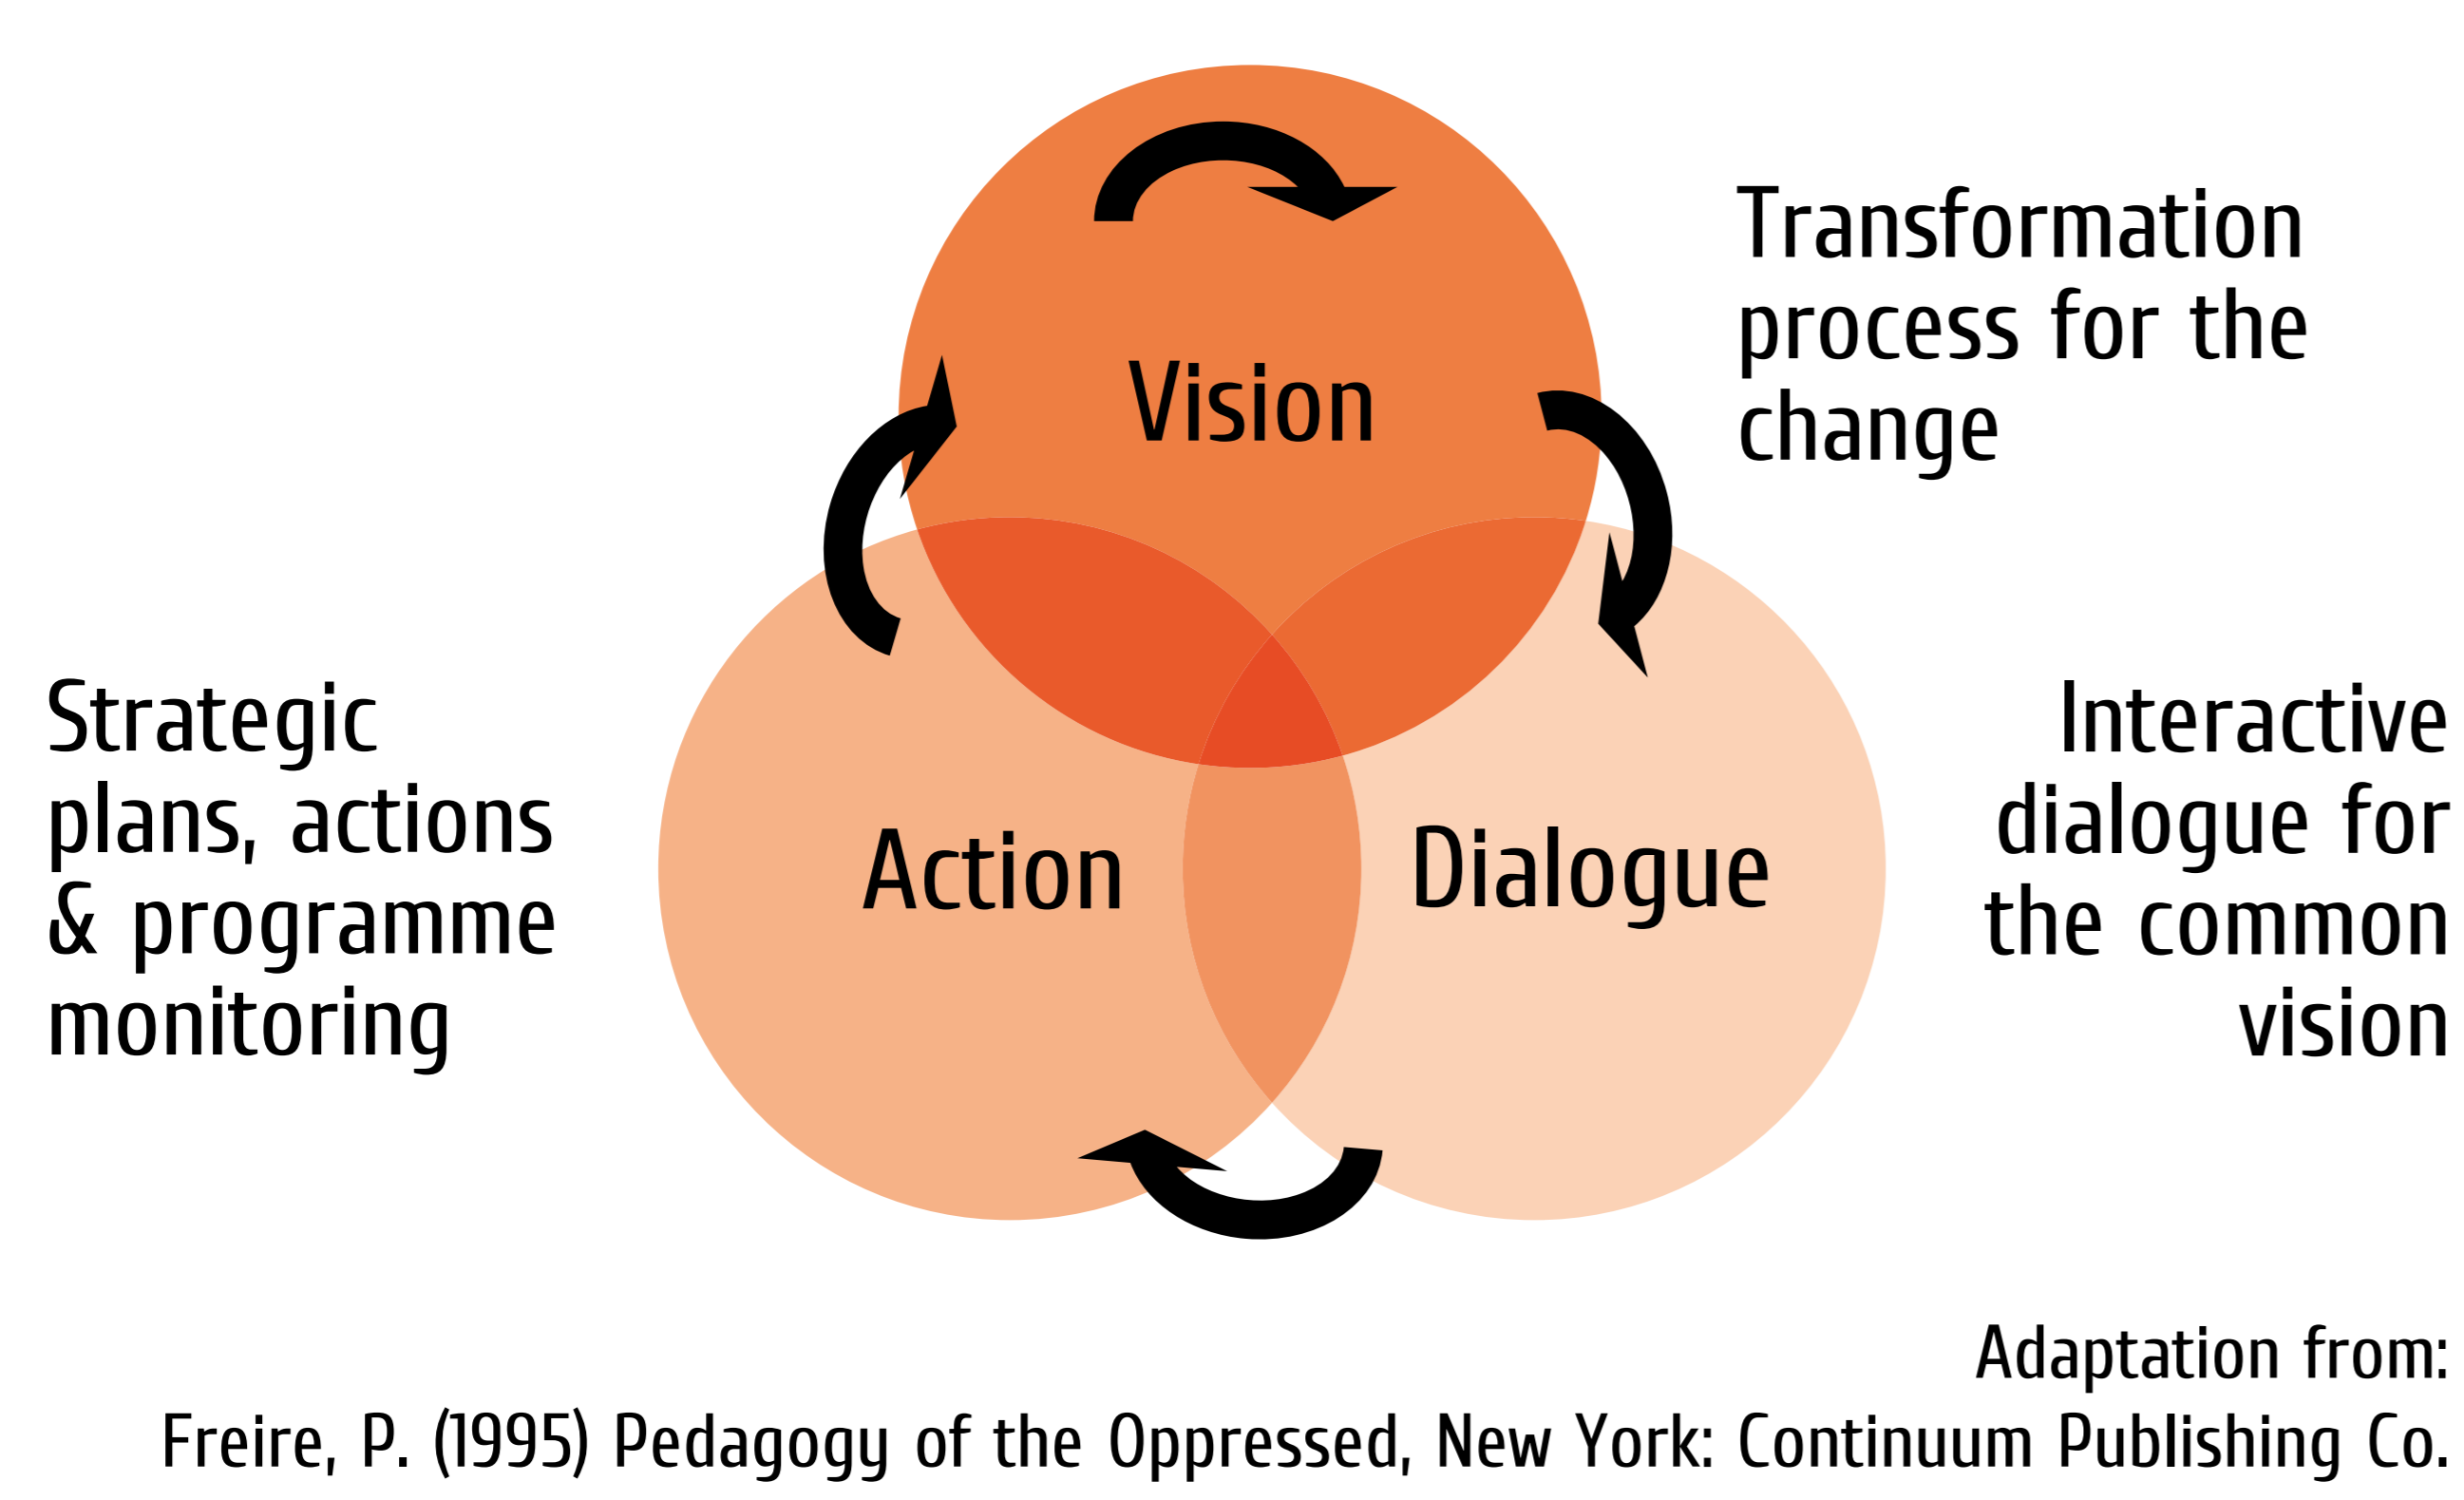 Transformation
process for the
change
Vision
Strategic
plans, actions
& programme
monitoring
Action
Dialogue
Interactive
dialogue for
the common
vision
Adaptation from:
Freire, P. (1995) Pedagogy of the Oppressed, New York: Continuum Publishing Co.